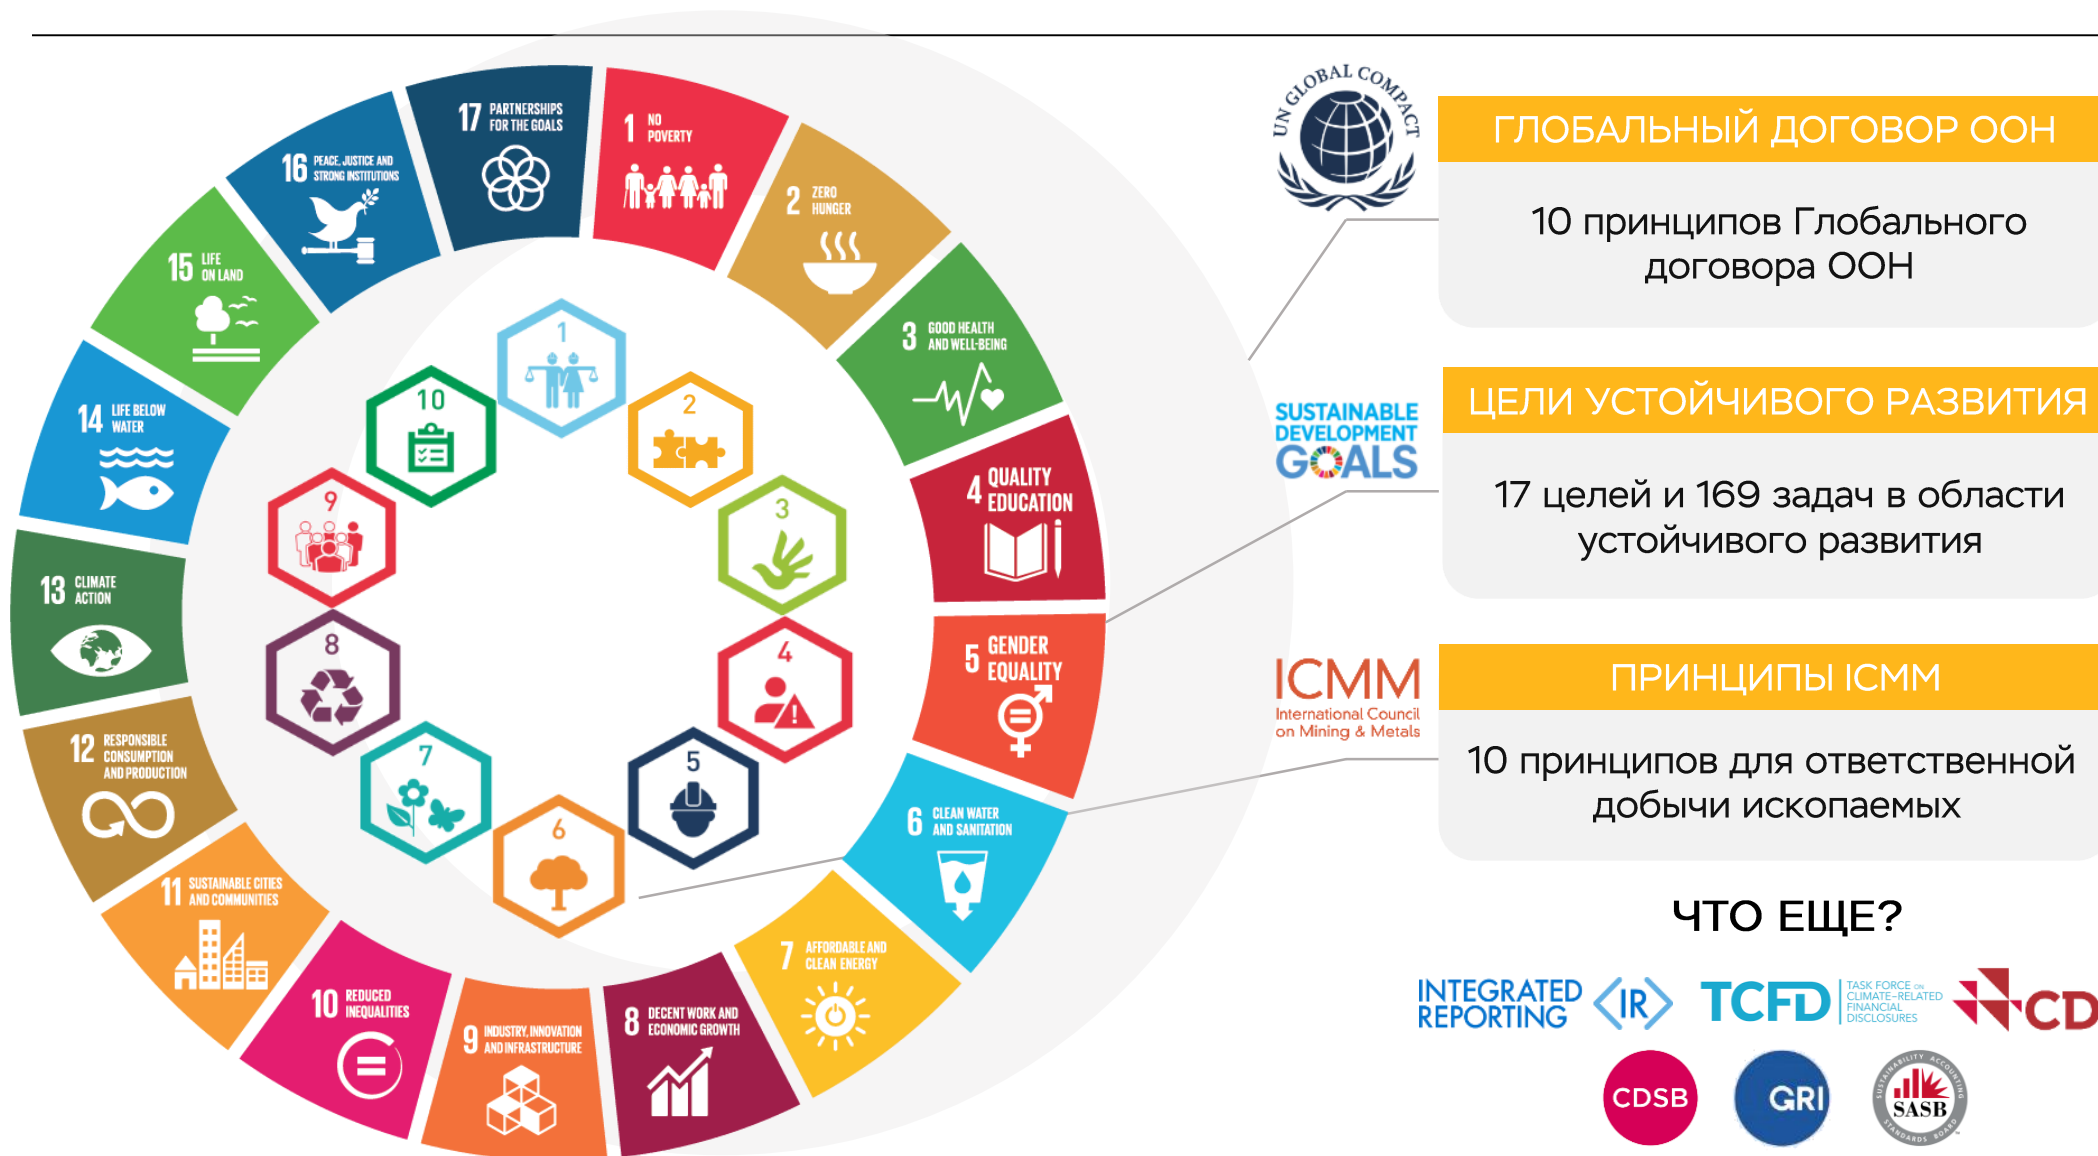 17 PARTNERSHIPS
FOR THE GOALS
1 NO
POVERTY
2 ZERO
HUNGER
3 GOOD HEALTH
AND WELL-BEING
4 QUALITY
EDUCATION
5 GENDER
EQUALITY
6 CLEAN WATER
AND SANITATION
7 AFFORDABLE AND
CLEAN ENERGY
8 DECENT WORK AND
ECONOMIC GROWTH
9 INDUSTRY, INNOVATION
AND INFRASTRUCTURE
10 REDUCED
INEQUALITIES
11 SUSTAINABLE CITIES
AND COMMUNITIES
12 RESPONSIBLE
CONSUMPTION
AND PRODUCTION
13 CLIMATE
ACTION
14 LIFE BELOW
WATER
15 LIFE
ON LAND
16 PEACE, JUSTICE AND
STRONG INSTITUTIONS
1
2
3
4
5
6
7
8
9
10
UN GLOBAL COMPACT
ГЛОБАЛЬНЫЙ ДОГОВОР ООН
10 принципов Глобального
договора ООН
SUSTAINABLE
DEVELOPMENT
GOALS
ЦЕЛИ УСТОЙЧИВОГО РАЗВИТИЯ
17 целей и 169 задач в области
устойчивого развития
ICMM
International Council
on Mining & Metals
ПРИНЦИПЫ ICMM
10 принципов для ответственной
добычи ископаемых
ЧТО ЕЩЕ?
INTEGRATED
REPORTING
<IR>
TCFD
TASK FORCE ON
CLIMATE-RELATED
FINANCIAL
DISCLOSURES
CD
CDSB
GRI
SUSTAINABILITY ACCOUNTING
SASB
STANDARDS BOARD